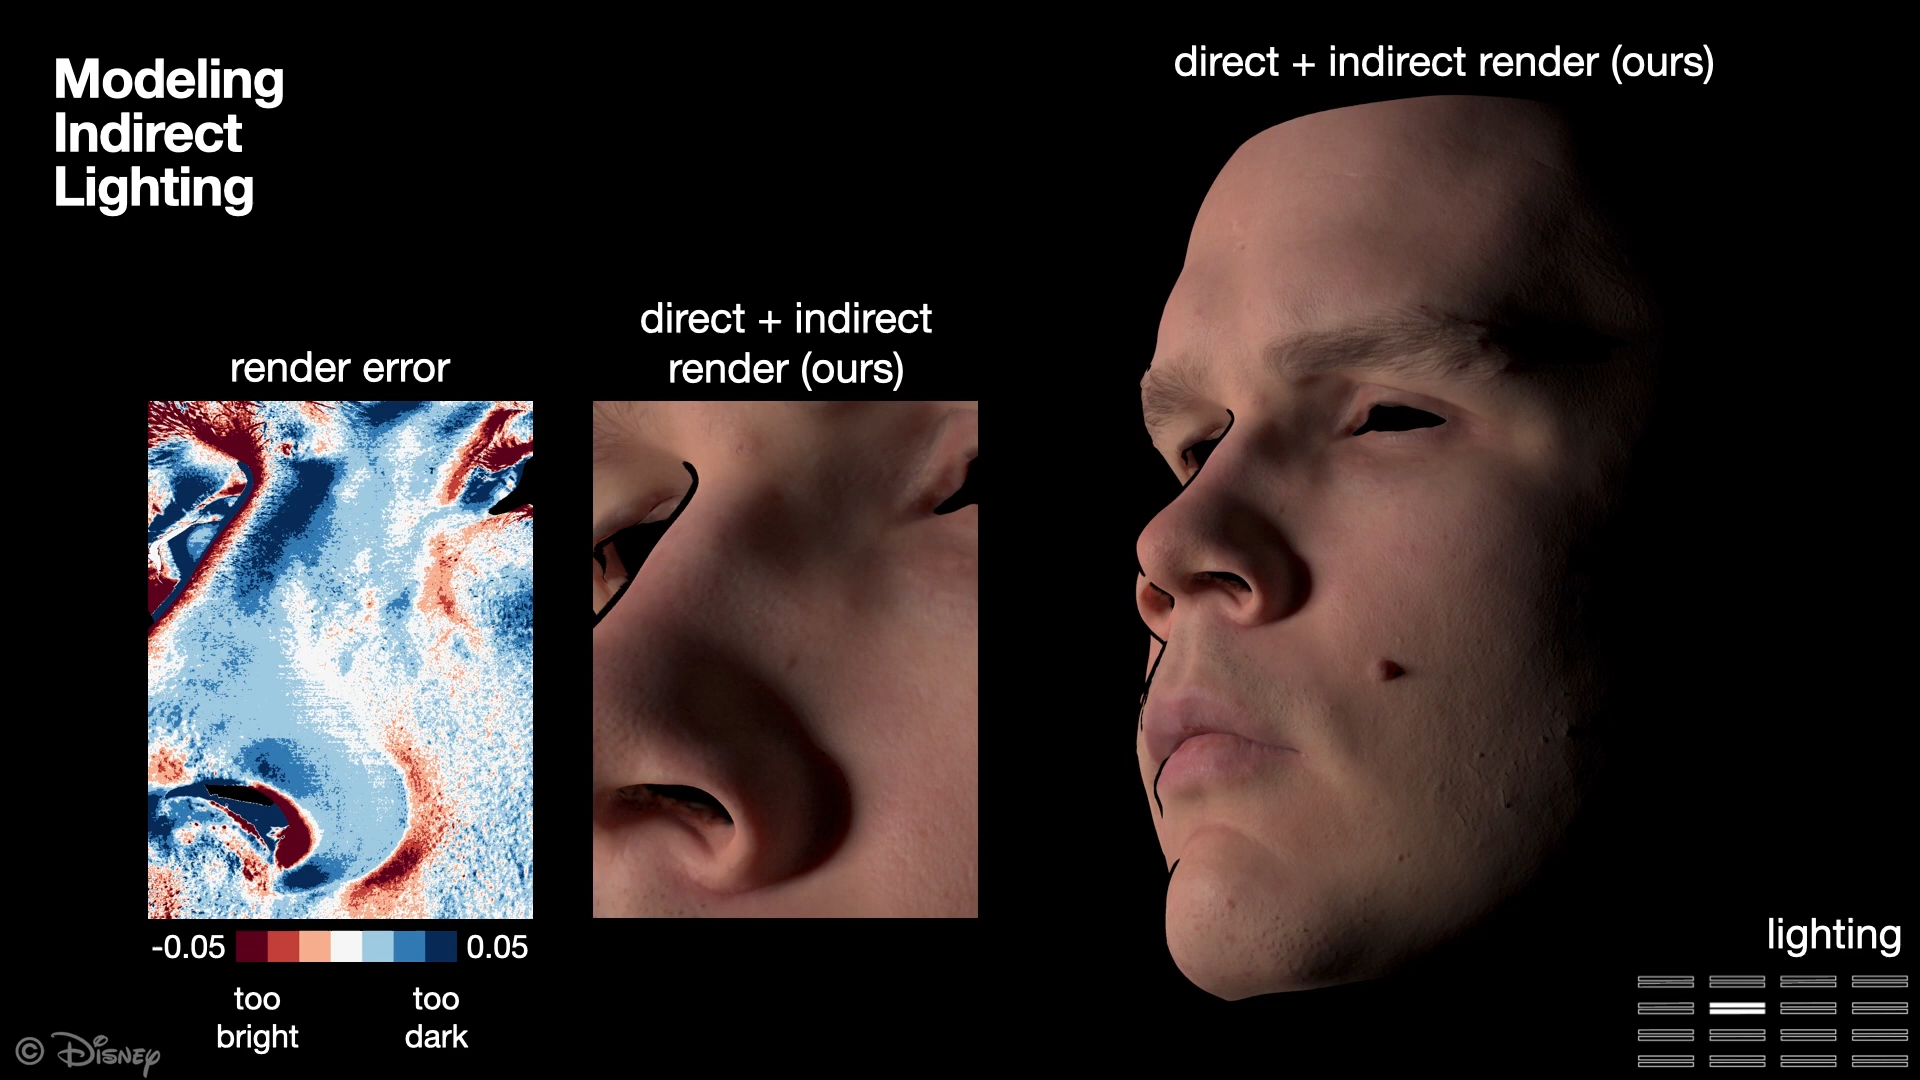 Modeling
Indirect
Lighting
direct + indirect render (ours)
direct + indirect
render (ours)
render error
-0.05
0.05
too
bright
too
dark
lighting
© Disney